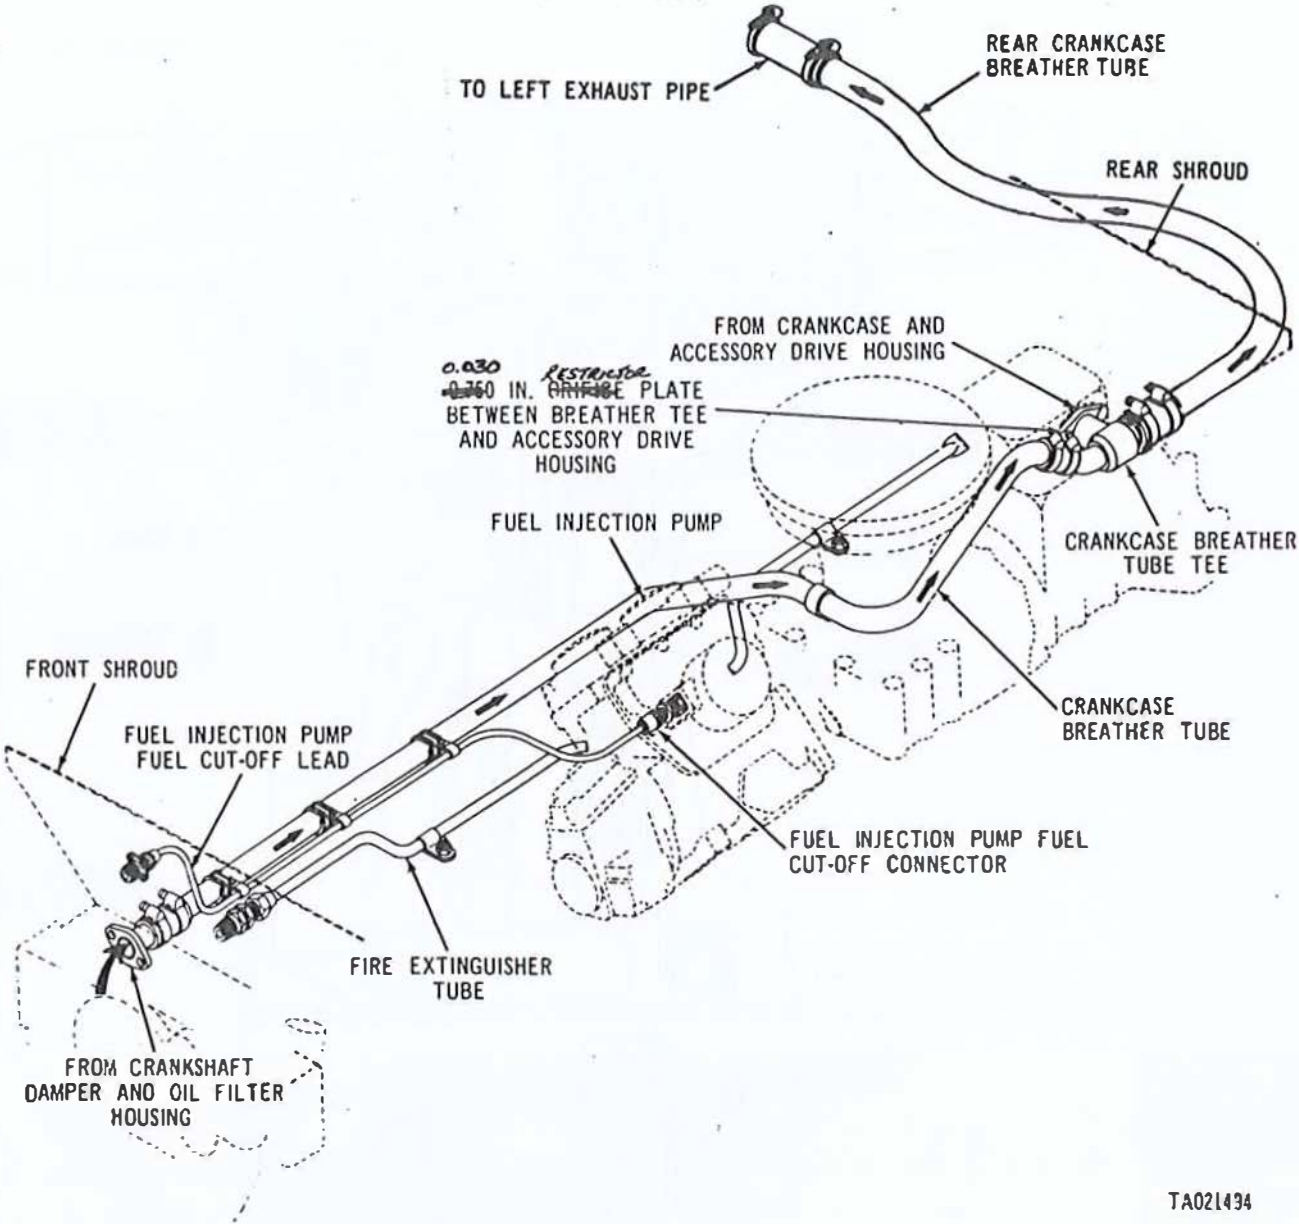 REAR CRANKCASE
BREATHER TUBE
TO LEFT EXHAUST PIPE
REAR SHROUD
FROM CRANKCASE AND
ACCESSORY DRIVE HOUSING
0.030 RESTRICTOR
IN. ORIFICE PLATE
BETWEEN BREATHER TEE
AND ACCESSORY DRIVE
HOUSING
FUEL INJECTION PUMP
CRANKCASE BREATHER
TUBE TEE
FRONT SHROUD
FUEL INJECTION PUMP
FUEL CUT-OFF LEAD
CRANKCASE
BREATHER TUBE
FUEL INJECTION PUMP FUEL
CUT-OFF CONNECTOR
FIRE EXTINGUISHER
TUBE
FROM CRANKSHAFT
DAMPER AND OIL FILTER
HOUSING
TA021494